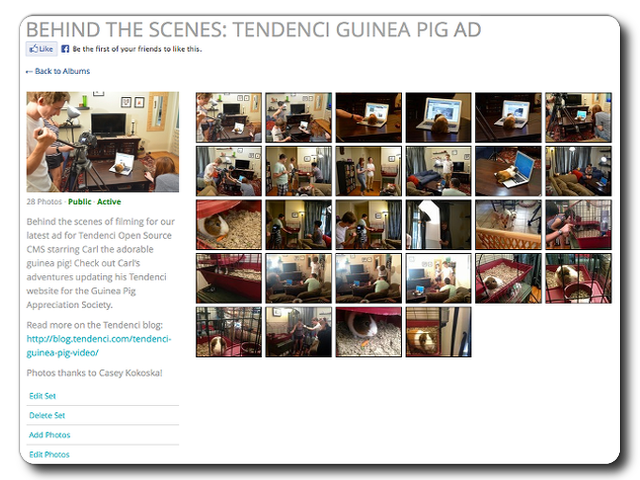 BEHIND THE SCENES: TENDENCI GUINEA PIG AD
Like Be the first of your friends to like this.
← Back to Albums
28 Photos · Public · Active
Behind the scenes of filming for our
latest ad for Tendenci Open Source
CMS starring Carl the adorable
guinea pig! Check out Carl's
adventures updating his Tendenci
website for the Guinea Pig
Appreciation Society.
Read more on the Tendenci blog:
http://blog.tendenci.com/tendenci-
guinea-pig-video/
Photos thanks to Casey Kokoska!
Edit Set
Delete Set
Add Photos
Edit Photos